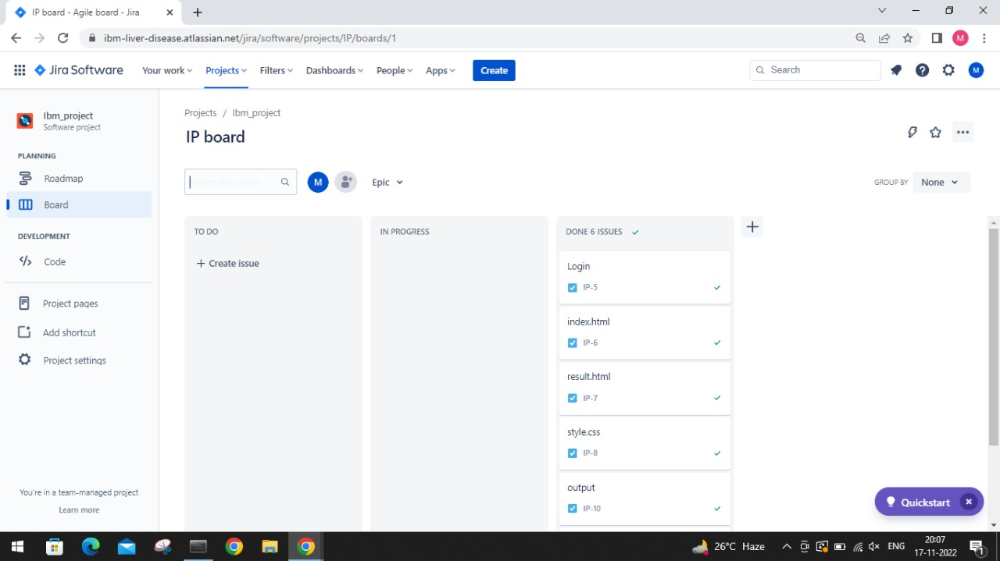 IP board - Agile board - Jira
ibm-liver-disease.atlassian.net/jira/software/projects/IP/boards/1
M
Jira Software
Your work
Projects
Filters
Dashboards
People
Apps
Create
Search
M
Ibm_project
Software project
PLANNING
Roadmap
Board
DEVELOPMENT
Code
Project pages
Add shortcut
Project settings
You're in a team-managed project
Learn more
Projects / Ibm_project
IP board
Search this board
M
Epic
GROUP BY
None
TO DO
+ Create issue
IN PROGRESS
DONE 6 ISSUES
Login
IP-5
index.html
IP-6
result.html
IP-7
style.css
IP-8
output
IP-10
Quickstart
26°C Haze
ENG
20:07
17-11-2022
1